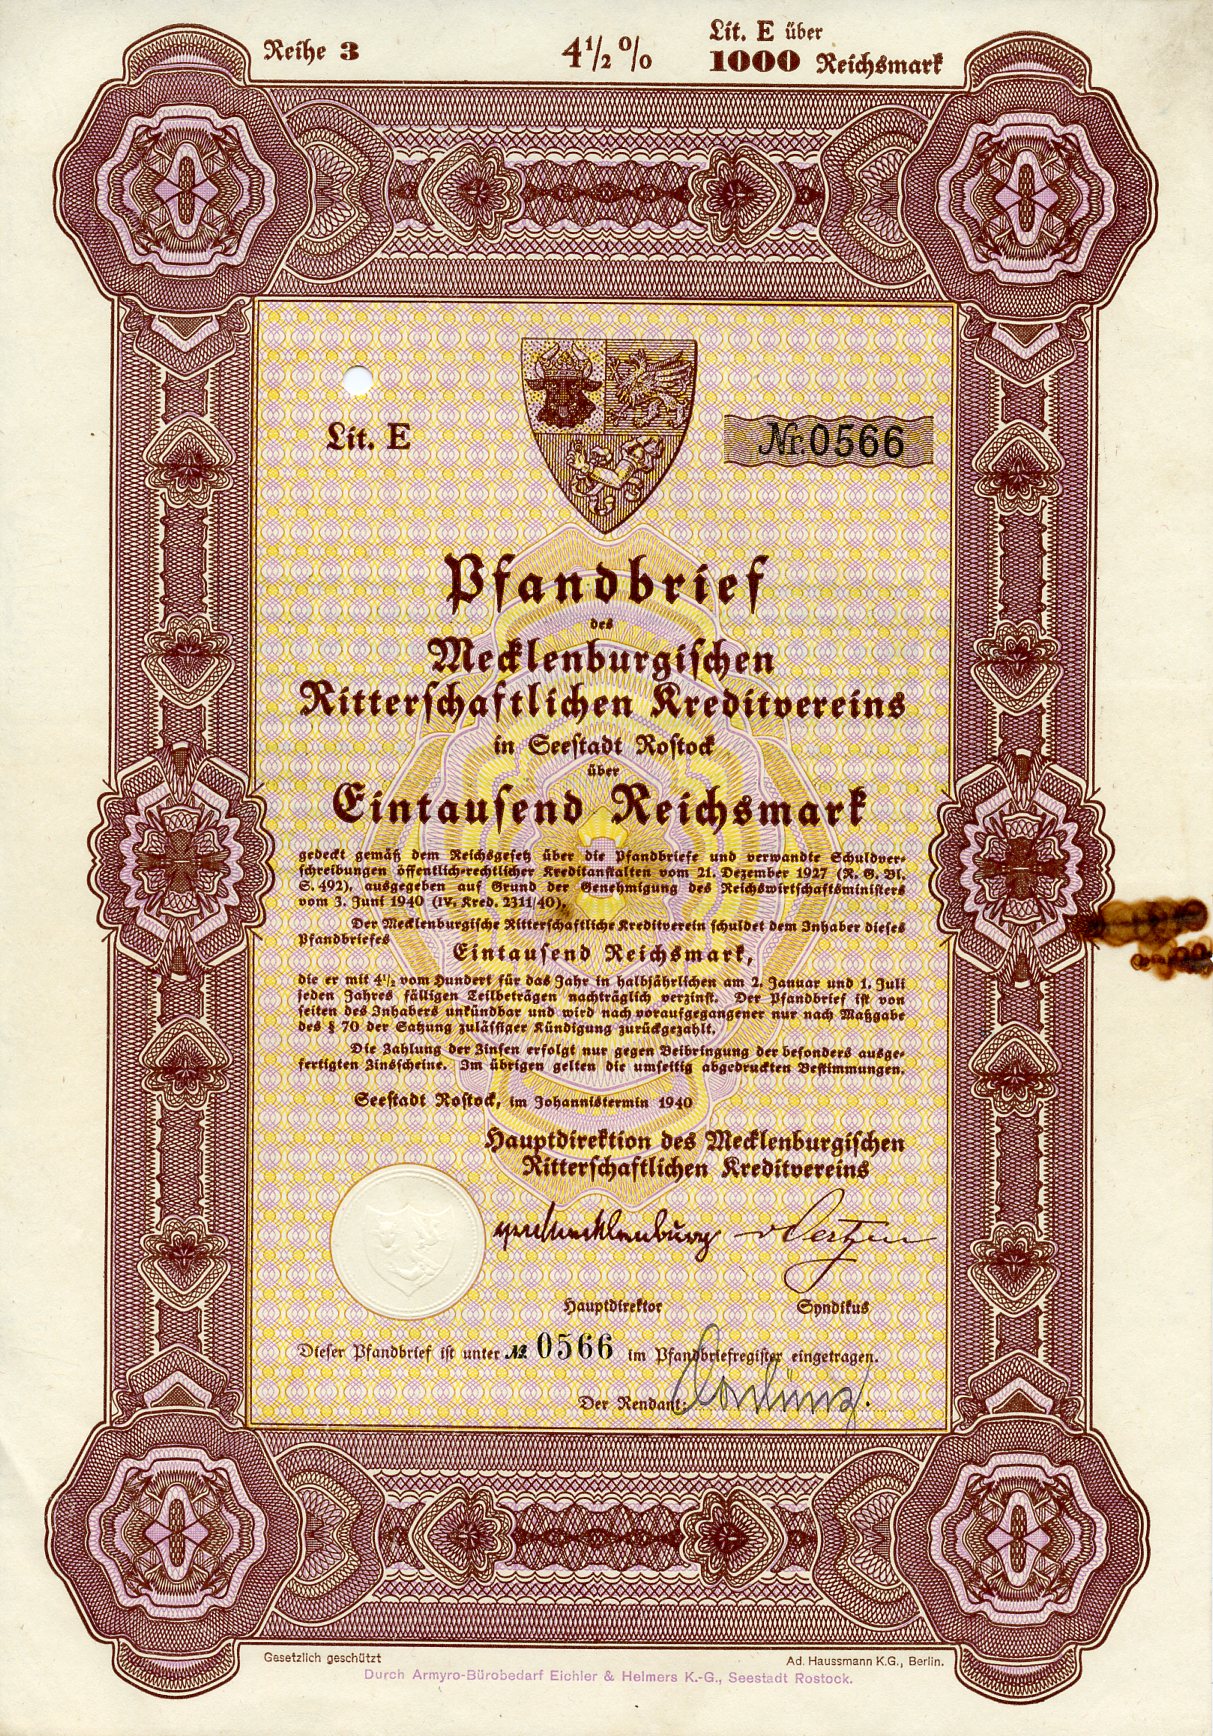 Reihe 3
4½ %
Lit. E über
1000 Reichsmark
Lit. E
Nr. 0566
Pfandbrief
des
Mecklenburgischen
Ritterschaftlichen Kreditvereins
in Seestadt Rostock
über
Eintausend Reichsmark
gedeckt gemäß dem Reichsgesetz über die Pfandbriefe und verwandte Schuldver-
schreibungen öffentlich-rechtlicher Kreditanstalten vom 21. Dezember 1927 (R. G. Bl.
S. 492), ausgegeben auf Grund der Genehmigung des Reichswirtschaftsministers
vom 3. Juni 1940 (IV. Kred. 2311/40).
Der Mecklenburgische Ritterschaftliche Kreditverein schuldet dem Inhaber dieses
Pfandbriefes
Eintausend Reichsmark,
die er mit 4½ vom Hundert für das Jahr in halbjährlichen am 2. Januar und 1. Juli
jeden Jahres fälligen Teilbeträgen nachträglich verzinst. Der Pfandbrief ist von
seiten des Inhabers unkündbar und wird nach voraufgegangener nur nach Maßgabe
des § 70 der Satzung zulässiger Kündigung zurückgezahlt.
Die Zahlung der Zinsen erfolgt nur gegen Beibringung der besonders ausge-
fertigten Zinsscheine. Im übrigen gelten die umseitig abgedruckten Bestimmungen.
Seestadt Rostock, im Johannistermin 1940
Hauptdirektion des Mecklenburgischen
Ritterschaftlichen Kreditvereins
v Oertzen
Hauptdirektor
Syndikus
Dieser Pfandbrief ist unter № 0566 im Pfandbriefregister eingetragen.
Der Rendant:
Gesetzlich geschützt
Ad. Haussmann K.G., Berlin.
Durch Armyro-Bürobedarf Eichler & Helmers K.-G., Seestadt Rostock.